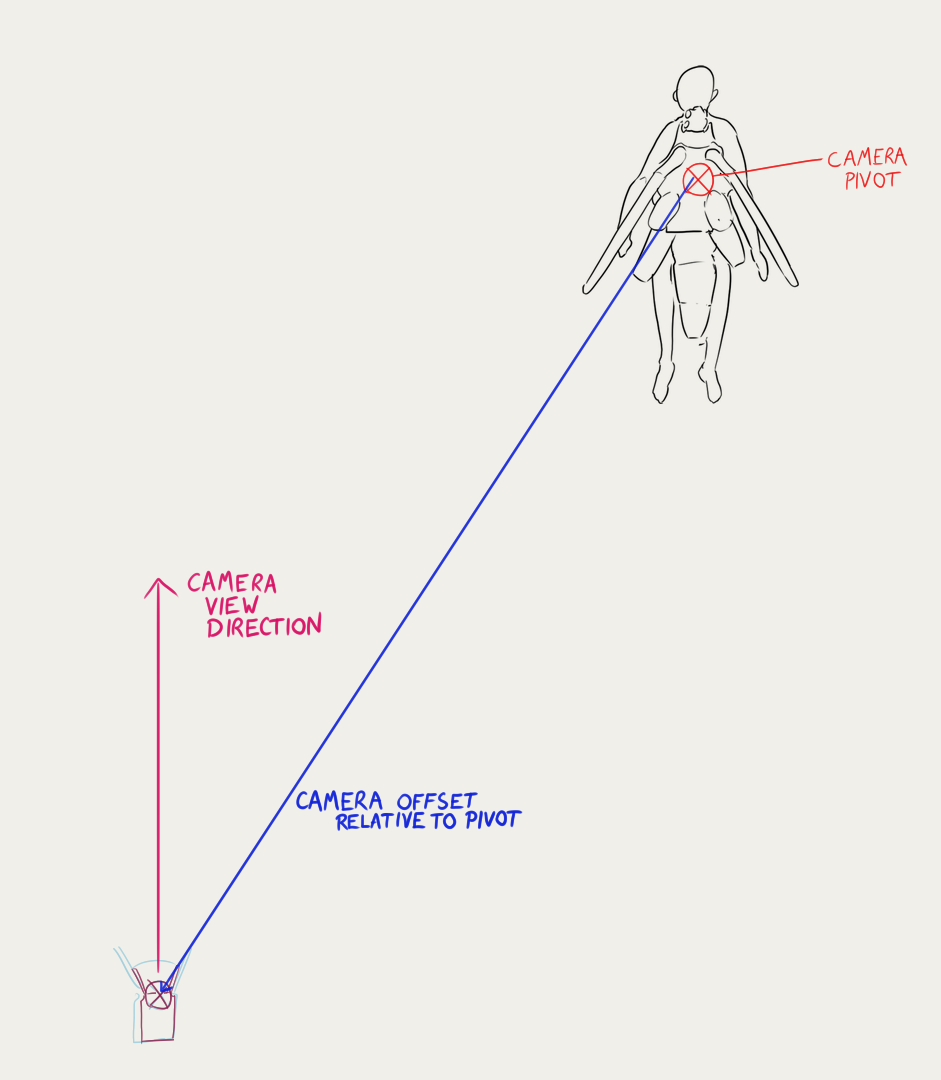 CAMERA
PIVOT
CAMERA
VIEW
DIRECTION
CAMERA OFFSET
RELATIVE TO PIVOT